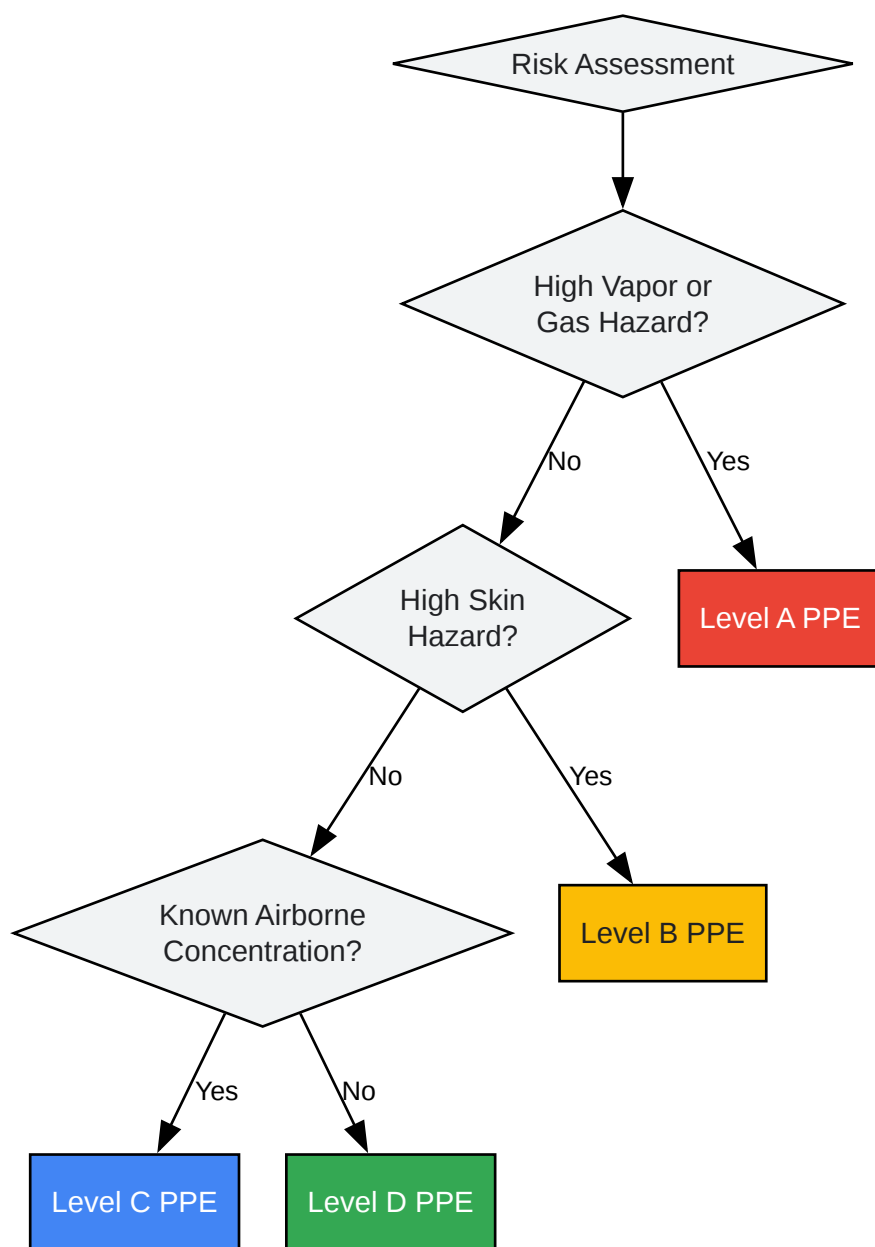 Risk Assessment
High Vapor or
Gas Hazard?
No
Yes
High Skin
Hazard?
Level A PPE
No
Yes
Known Airborne
Concentration?
Level B PPE
Yes
No
Level C PPE
Level D PPE